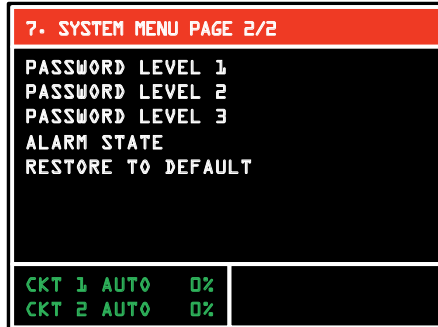 7. SYSTEM MENU PAGE 2/2
PASSWORD LEVEL 1
PASSWORD LEVEL 2
PASSWORD LEVEL 3
ALARM STATE
RESTORE TO DEFAULT
CKT 1 AUTO 0%
CKT 2 AUTO 0%